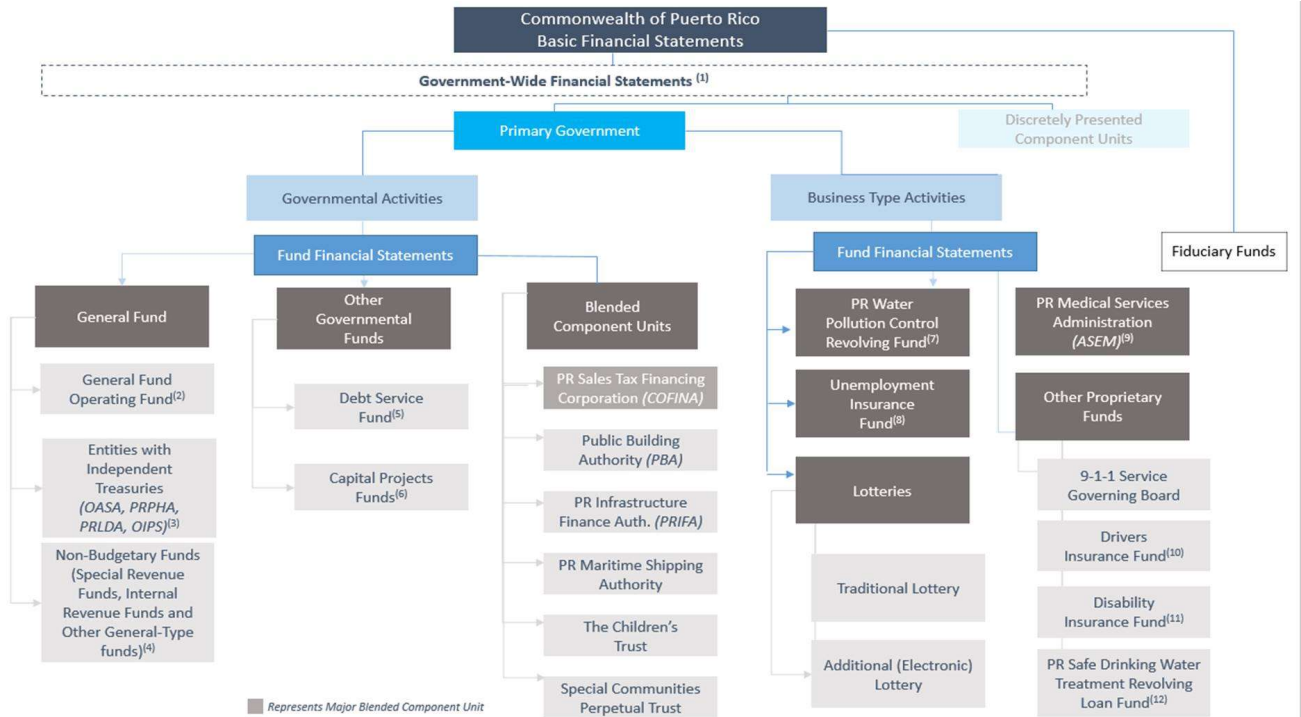 Commonwealth of Puerto Rico
Basic Financial Statements
Government-Wide Financial Statements (1)
Primary Government
Discretely Presented
Component Units
Governmental Activities
Business Type Activities
Fund Financial Statements
Fund Financial Statements
Fiduciary Funds
General Fund
Other
Governmental
Funds
Blended
Component Units
PR Water
Pollution Control
Revolving Fund(7)
PR Medical Services
Administration
(ASEM)(9)
General Fund
Operating Fund(2)
Entities with
Independent
Treasuries
(OASA, PRPHA,
PRLDA, OIPS)(3)
Non-Budgetary Funds
(Special Revenue
Funds, Internal
Revenue Funds and
Other General-Type
funds)(4)
Debt Service
Fund(5)
Capital Projects
Funds(6)
PR Sales Tax Financing
Corporation (COFINA)
Public Building
Authority (PBA)
PR Infrastructure
Finance Auth. (PRIFA)
PR Maritime Shipping
Authority
The Children's
Trust
Special Communities
Perpetual Trust
Unemployment
Insurance
Fund(8)
Lotteries
Traditional Lottery
Additional (Electronic)
Lottery
Other Proprietary
Funds
9-1-1 Service
Governing Board
Drivers
Insurance Fund(10)
Disability
Insurance Fund(11)
PR Safe Drinking Water
Treatment Revolving
Loan Fund(12)
Represents Major Blended Component Unit